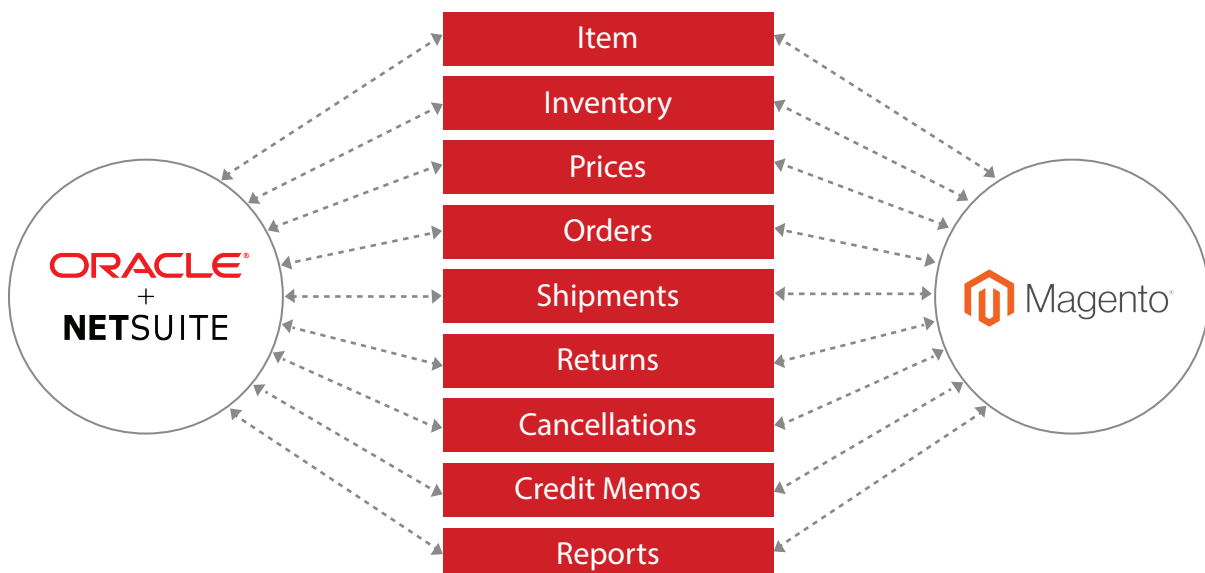 Item
Inventory
Prices
Orders
Shipments
Returns
Cancellations
Credit Memos
Reports
ORACLE®
+
NETSUITE
Magento®